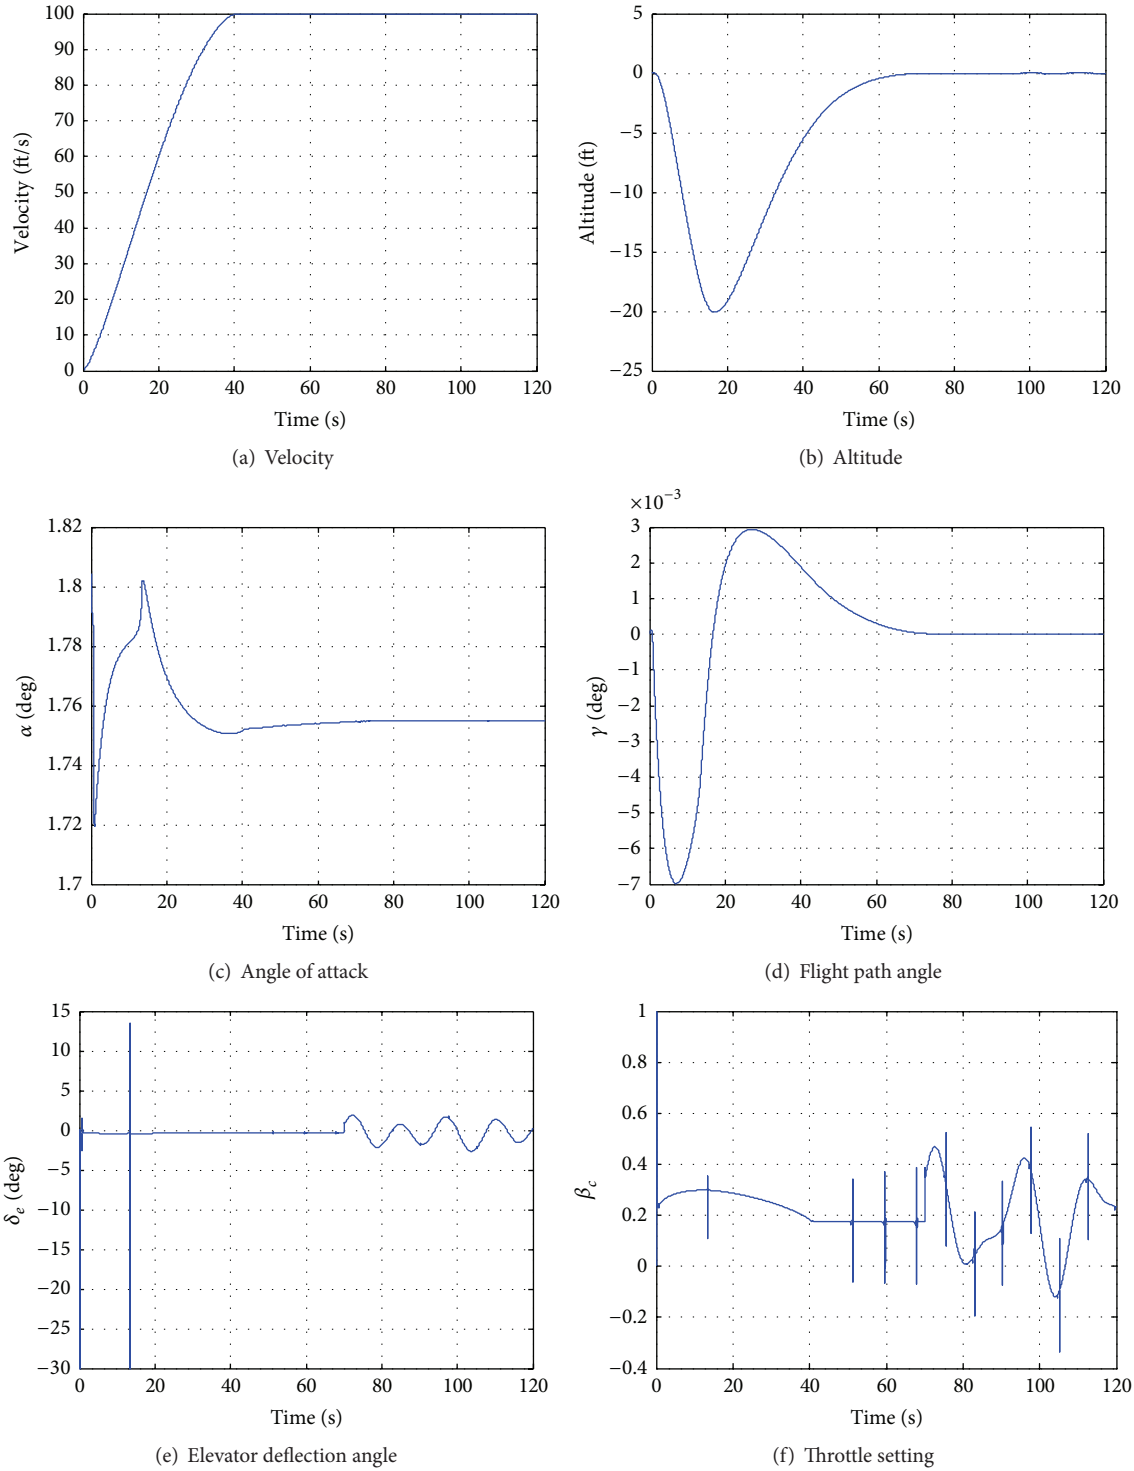 100
90
80
70
60
50
40
30
20
10
0
Velocity (ft/s)
0 20 40 60 80 100 120
Time (s)
(a) Velocity
5
0
−5
−10
−15
−20
−25
Altitude (ft)
0 20 40 60 80 100 120
Time (s)
(b) Altitude
1.82
1.8
1.78
1.76
1.74
1.72
1.7
α (deg)
0 20 40 60 80 100 120
Time (s)
(c) Angle of attack
×10−3
3
2
1
0
−1
−2
−3
−4
−5
−6
−7
γ (deg)
0 20 40 60 80 100 120
Time (s)
(d) Flight path angle
15
10
5
0
−5
−10
−15
−20
−25
−30
δe (deg)
0 20 40 60 80 100 120
Time (s)
(e) Elevator deflection angle
1
0.8
0.6
0.4
0.2
0
−0.2
−0.4
βc
0 20 40 60 80 100 120
Time (s)
(f) Throttle setting